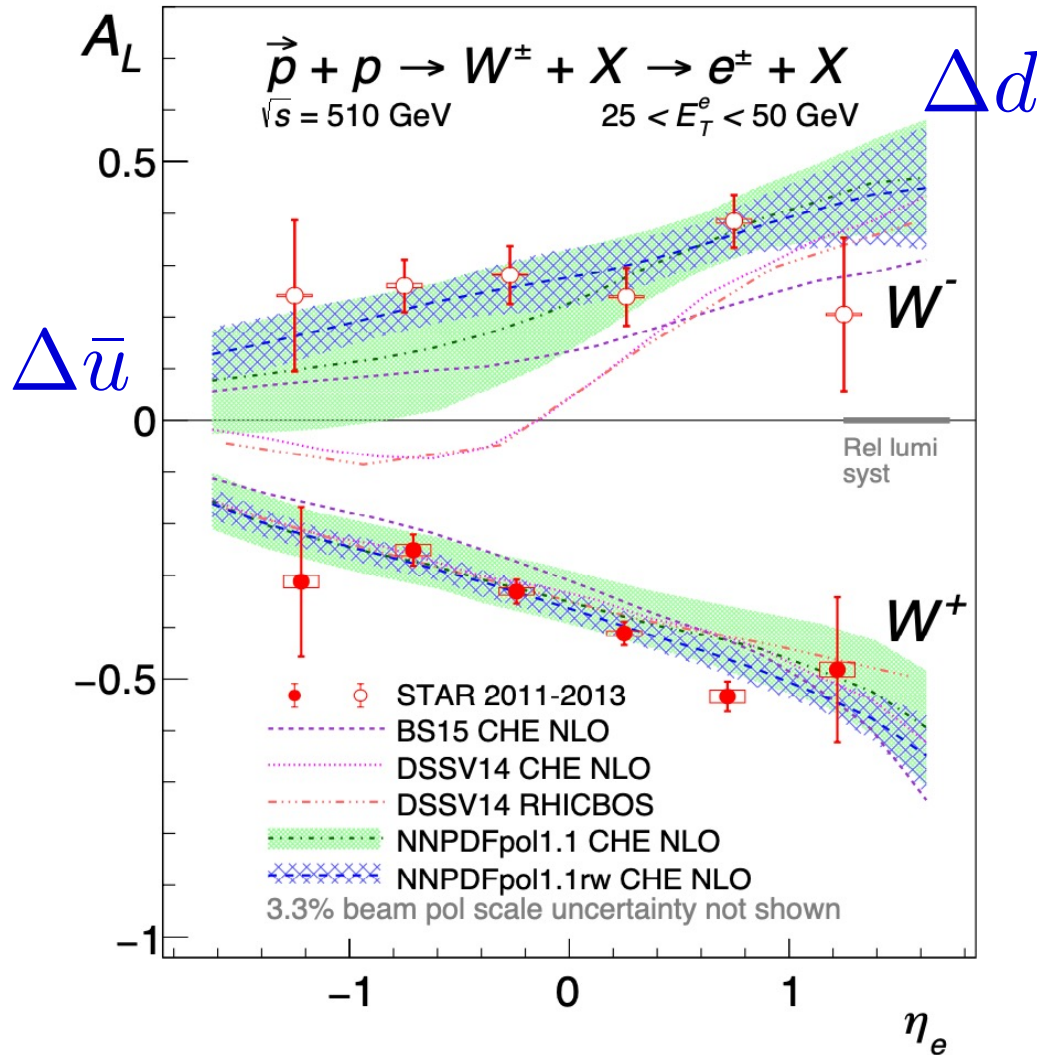 A_L
p⃗ + p → W^± + X → e^± + X
√s = 510 GeV 25 < E_T^e < 50 GeV
Δd
0.5
W^-
Δū
0
Rel lumi
syst
W^+
−0.5
STAR 2011-2013
BS15 CHE NLO
DSSV14 CHE NLO
DSSV14 RHICBOS
NNPDFpol1.1 CHE NLO
NNPDFpol1.1rw CHE NLO
3.3% beam pol scale uncertainty not shown
−1
−1 0 1
η_e